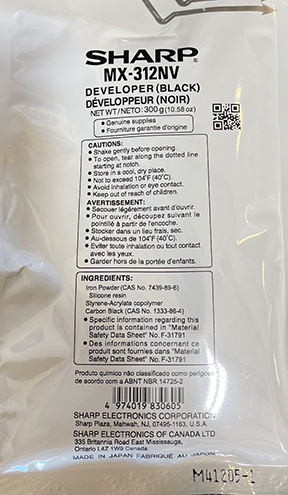 SHARP®
MX-312NV
DEVELOPER (BLACK)
DÉVELOPPEUR (NOIR)
NET WT/NETO: 300 g (10.58 oz)
● Genuine supplies
● Fourniture garantie d'origine
CAUTIONS:
● Shake gently before opening.
● To open, tear along the dotted line
starting at notch.
● Store in a cool, dry place.
● Not to exceed 104°F (40°C).
● Avoid inhalation or eye contact.
● Keep out of reach of children.
AVERTISSEMENT:
● Secouer légèrement avant d'ouvrir.
● Pour ouvrir, découpez suivant le
pointillé à partir de l'encoche.
● Stocker dans un lieu frais, sec.
● Au-dessous de 104°F (40°C).
● Eviter toute inhalation ou tout contact
avec les yeux.
● Garder hors de la portée d'enfants.
INGREDIENTS:
Iron Powder (CAS No. 7439-89-6)
Silicone resin
Styrene-Acrylate copolymer
Carbon Black (CAS No. 1333-86-4)
● Specific information regarding this
product is contained in "Material
Safety Data Sheet" No. F-31791
● Des informations concernant ce
produit sont fournies dans "Material
Safety Data Sheet" No. F-31791
Produto químico não classificado como perigoso
de acordo com a ABNT NBR 14725-2
4 974019 830605
SHARP ELECTRONICS CORPORATION
Sharp Plaza, Mahwah, NJ, 07495-1163, U.S.A.
SHARP ELECTRONICS OF CANADA LTD
335 Britannia Road East Mississauga,
Ontario L4Z 1W9 Canada
MADE IN JAPAN FABRIQUÉ AU JAPON
M41205-1